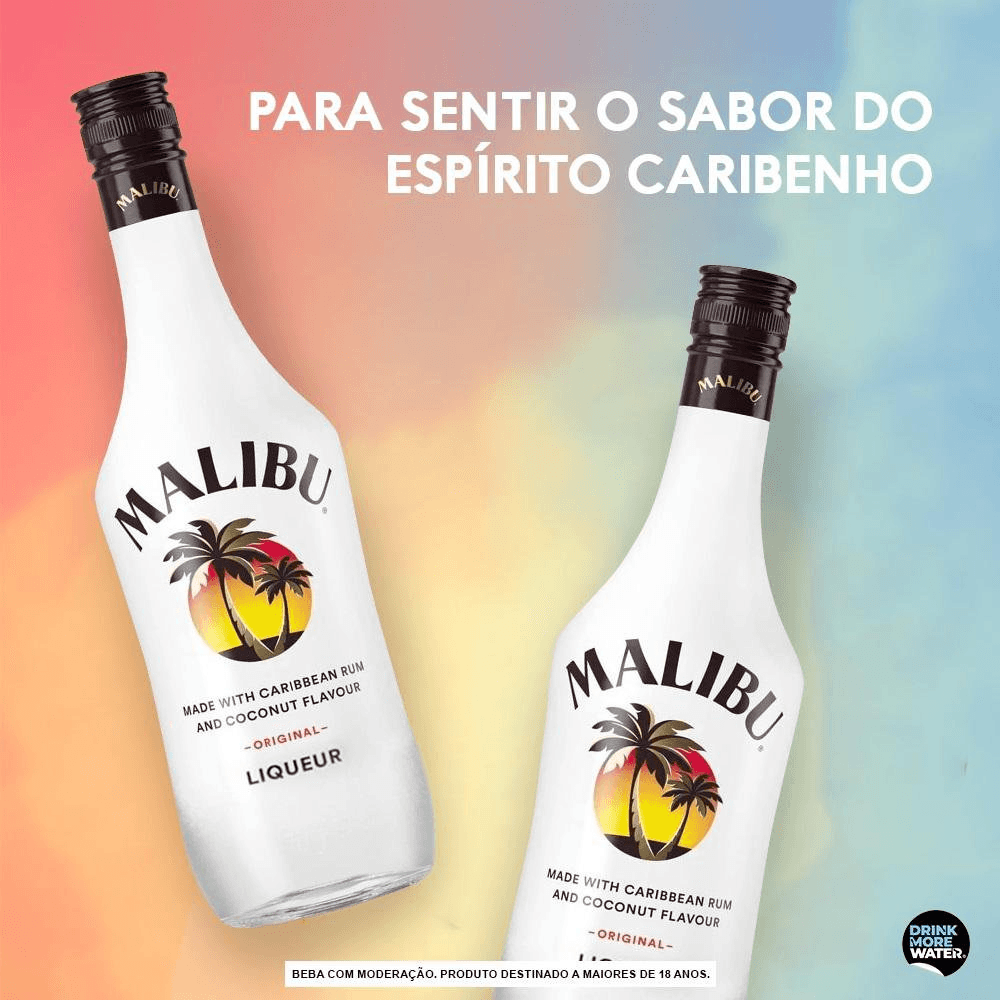 PARA SENTIR O SABOR DO
ESPÍRITO CARIBENHO
MALIBU
MALIBU®
MADE WITH CARIBBEAN RUM
AND COCONUT FLAVOUR
-ORIGINAL-
LIQUEUR
MALIBU
MALIBU®
MADE WITH CARIBBEAN RUM
AND COCONUT FLAVOUR
-ORIGINAL-
BEBA COM MODERAÇÃO. PRODUTO DESTINADO A MAIORES DE 18 ANOS.
DRINK
MORE
WATER®